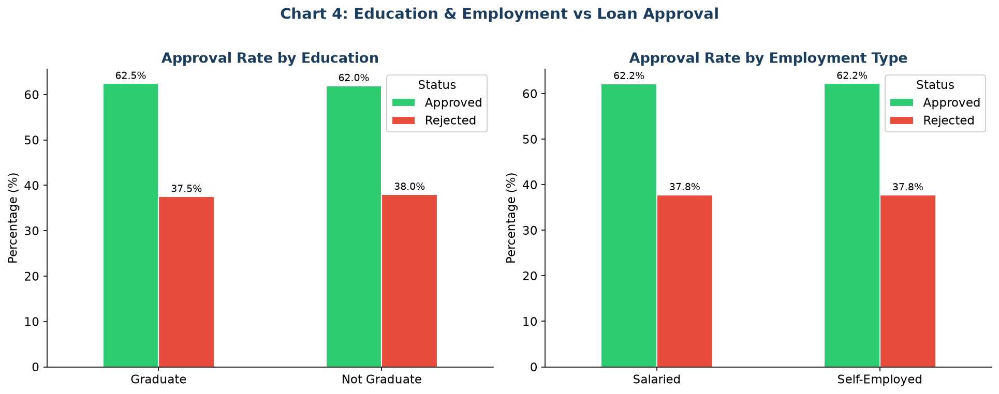 Chart 4: Education & Employment vs Loan Approval
Approval Rate by Education
62.5%
62.0%
37.5%
38.0%
Status
Approved
Rejected
Percentage (%)
60
50
40
30
20
10
0
Graduate
Not Graduate
Approval Rate by Employment Type
62.2%
62.2%
37.8%
37.8%
Status
Approved
Rejected
Percentage (%)
60
50
40
30
20
10
0
Salaried
Self-Employed